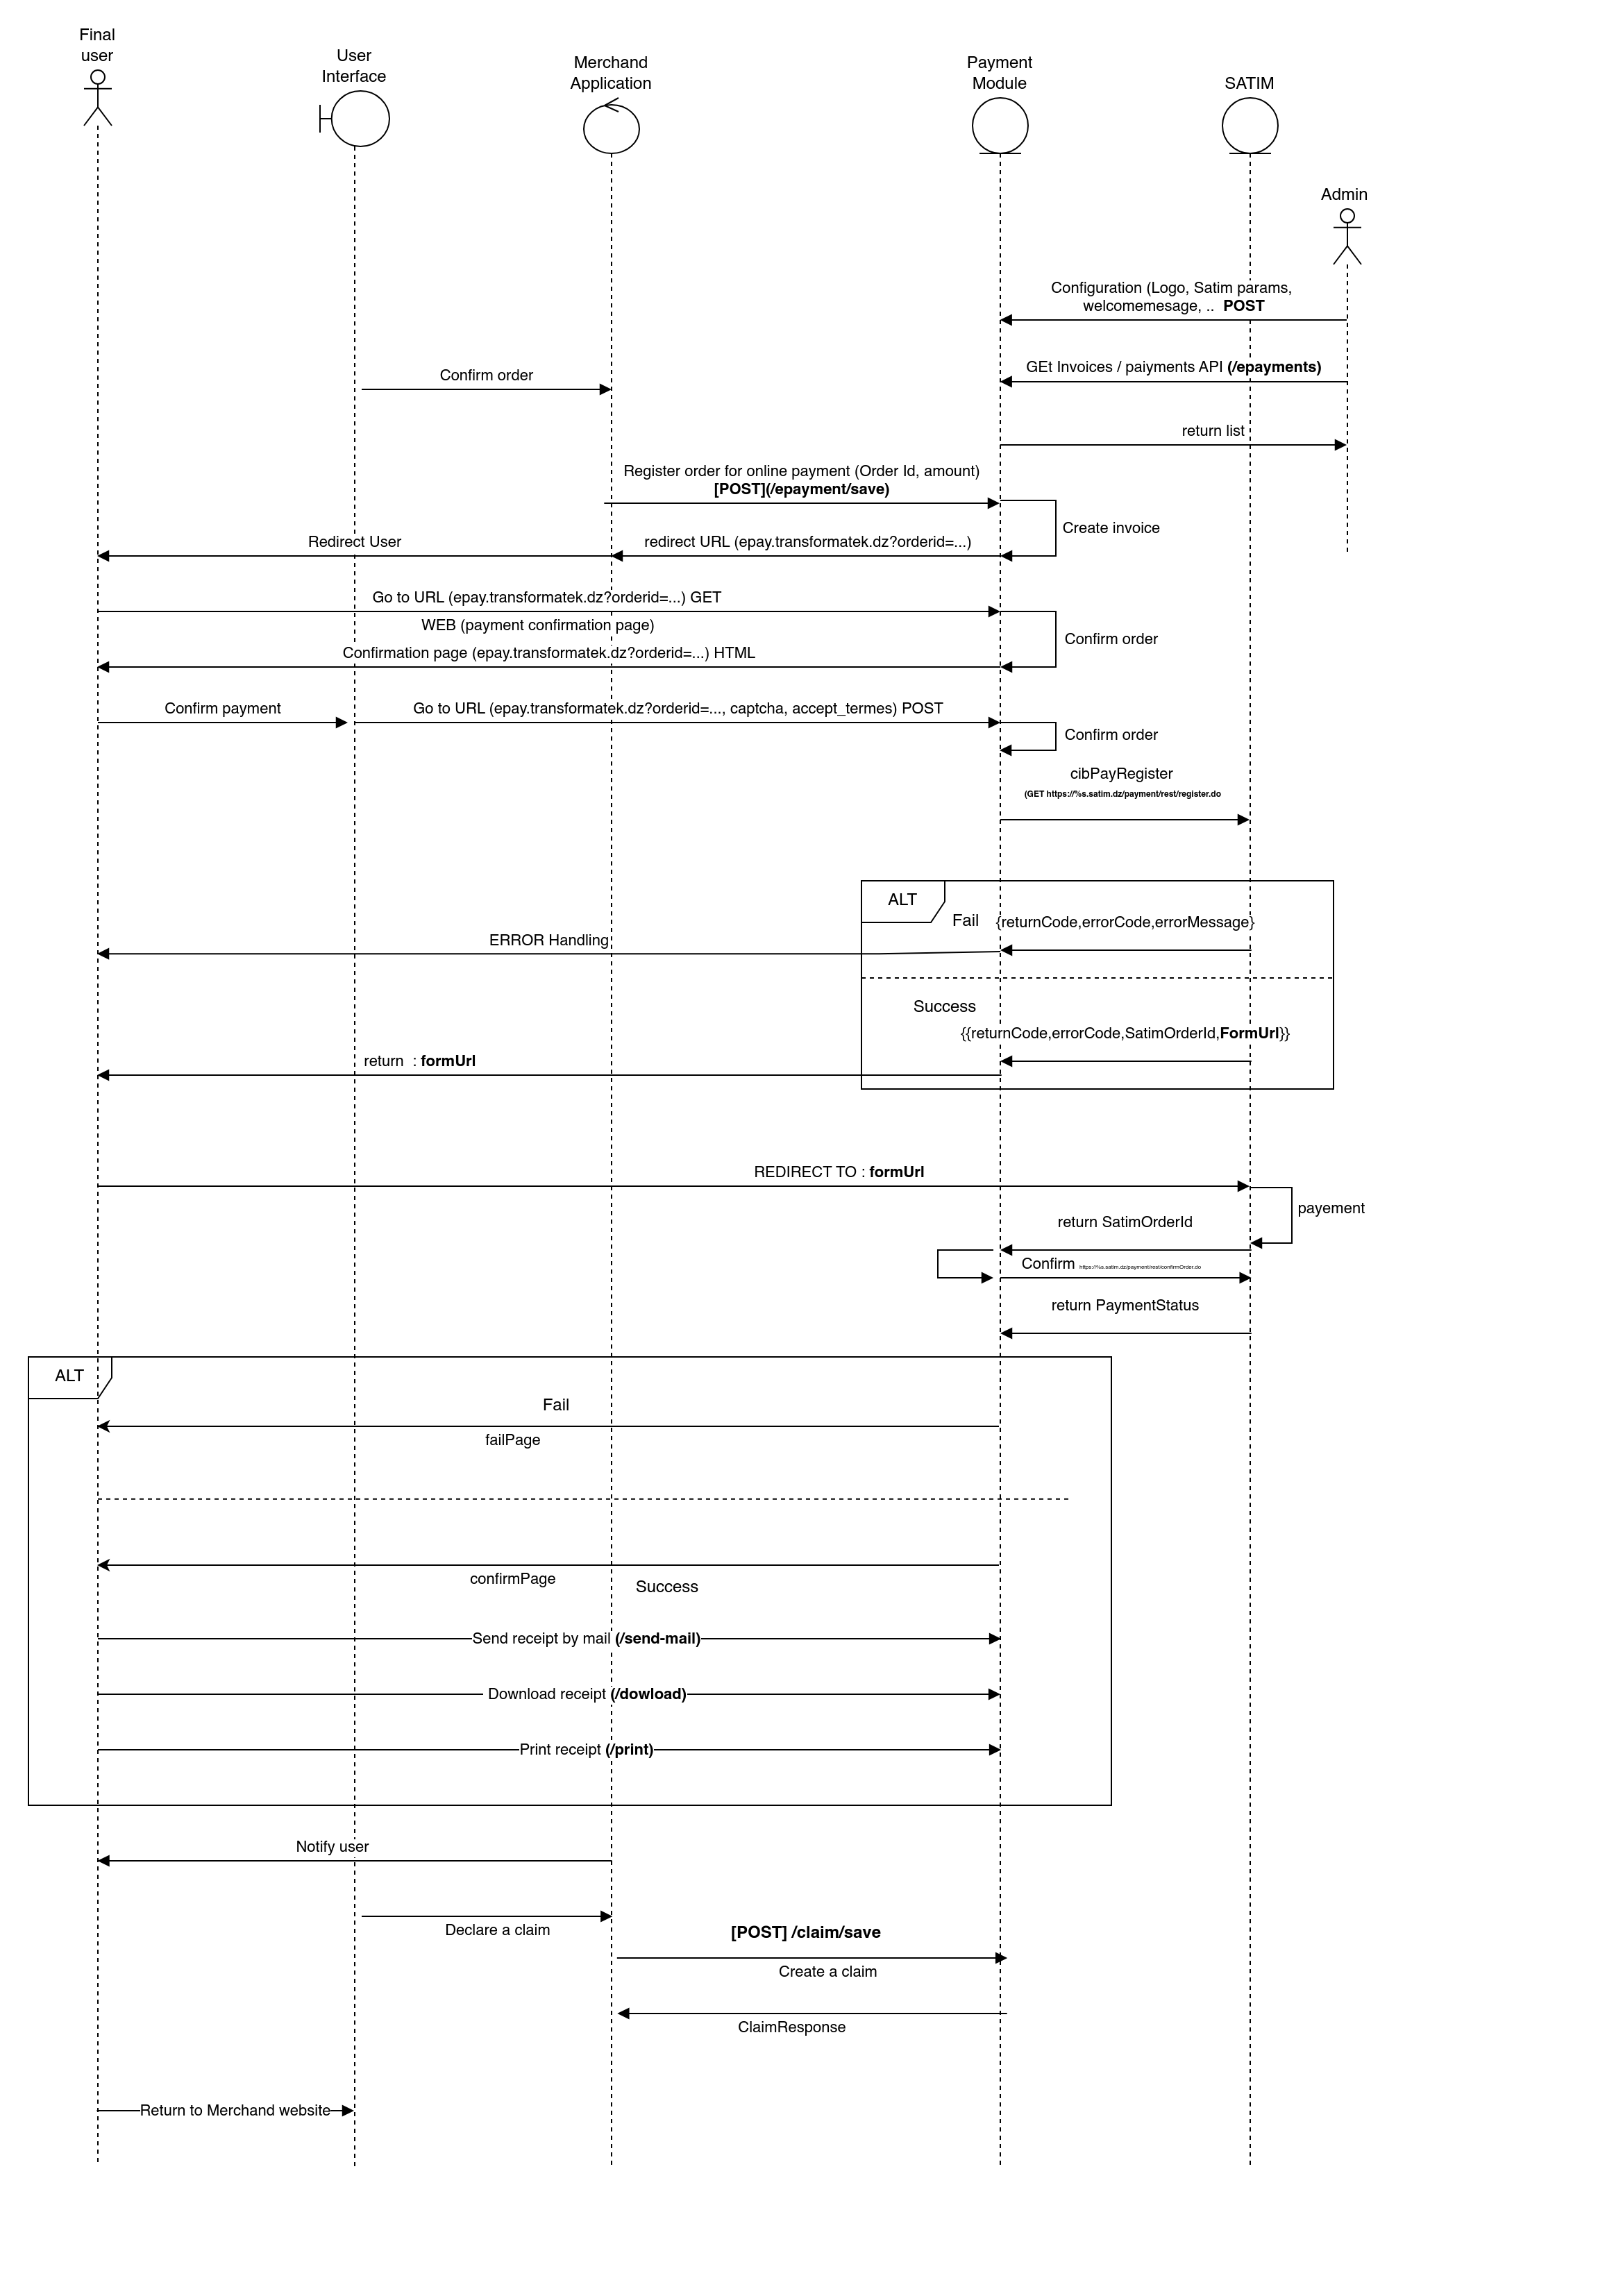 Final
user
User
Interface
Merchand
Application
Payment
Module
SATIM
Admin
Configuration (Logo, Satim params,
welcomemesage, .. POST
GEt Invoices / paiyments API (/epayments)
Confirm order
return list
Register order for online payment (Order Id, amount)
[POST](/epayment/save)
Create invoice
Redirect User
redirect URL (epay.transformatek.dz?orderid=...)
Go to URL (epay.transformatek.dz?orderid=...) GET
WEB (payment confirmation page)
Confirm order
Confirmation page (epay.transformatek.dz?orderid=...) HTML
Confirm payment
Go to URL (epay.transformatek.dz?orderid=..., captcha, accept_termes) POST
Confirm order
cibPayRegister
(GET https://%s.satim.dz/payment/rest/register.do
ALT
Fail
{returnCode,errorCode,errorMessage}
ERROR Handling
Success
{{returnCode,errorCode,SatimOrderId,FormUrl}}
return : formUrl
REDIRECT TO : formUrl
payement
return SatimOrderId
Confirm https://%s.satim.dz/payment/rest/confirmOrder.do
return PaymentStatus
ALT
Fail
failPage
confirmPage
Success
Send receipt by mail (/send-mail)
Download receipt (/dowload)
Print receipt (/print)
Notify user
Declare a claim
[POST] /claim/save
Create a claim
ClaimResponse
Return to Merchand website